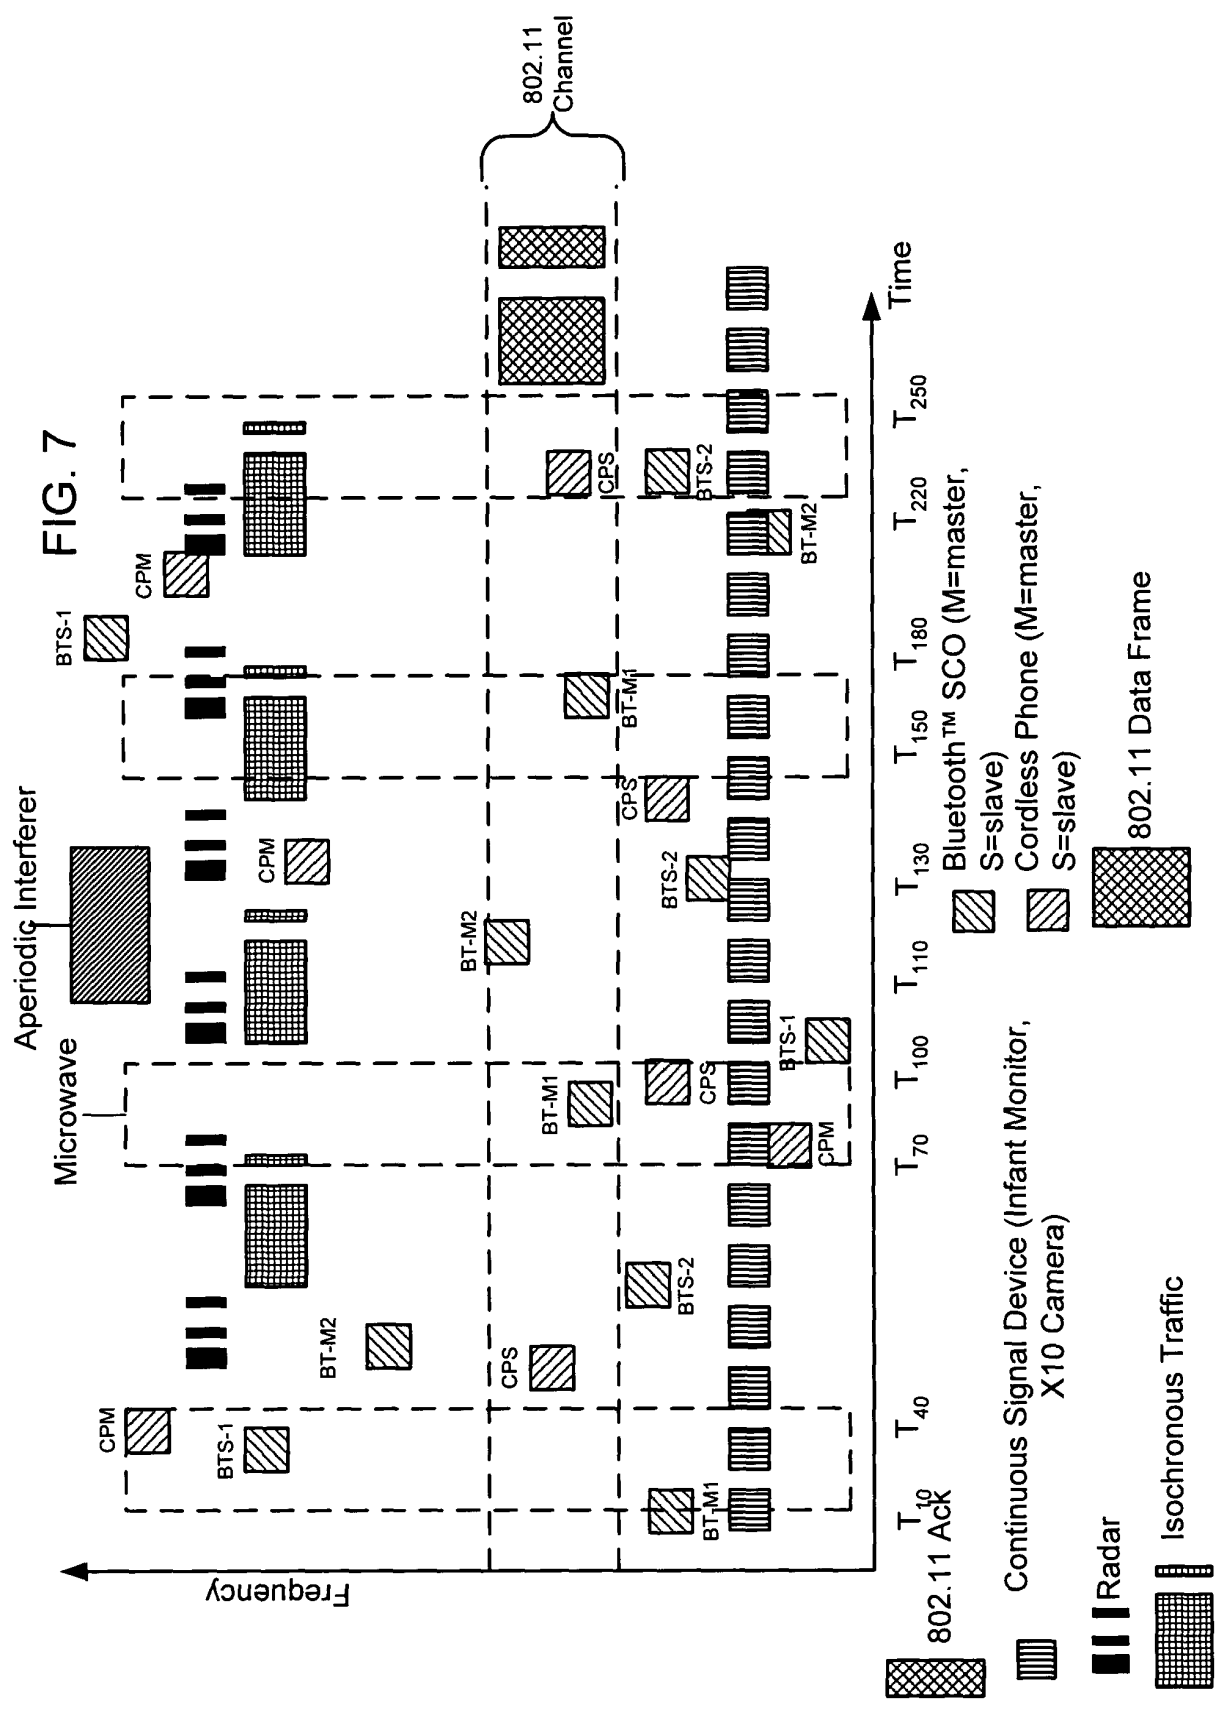 FIG. 7
Aperiodic Interferer
Microwave
802.11
Channel
Frequency
Time
CPM
BTS-1
BT-M1
BT-M2
CPS
BTS-2
CPM
BT-M1
CPS
BTS-1
BT-M2
BTS-2
CPM
CPS
BT-M1
BTS-1
CPM
BT-M2
CPS
BTS-2
T10
T40
T70
T100
T110
T130
T150
T180
T220
T250
802.11 Ack
Continuous Signal Device (Infant Monitor,
X10 Camera)
Radar
Isochronous Traffic
Bluetooth™ SCO (M=master,
S=slave)
Cordless Phone (M=master,
S=slave)
802.11 Data Frame